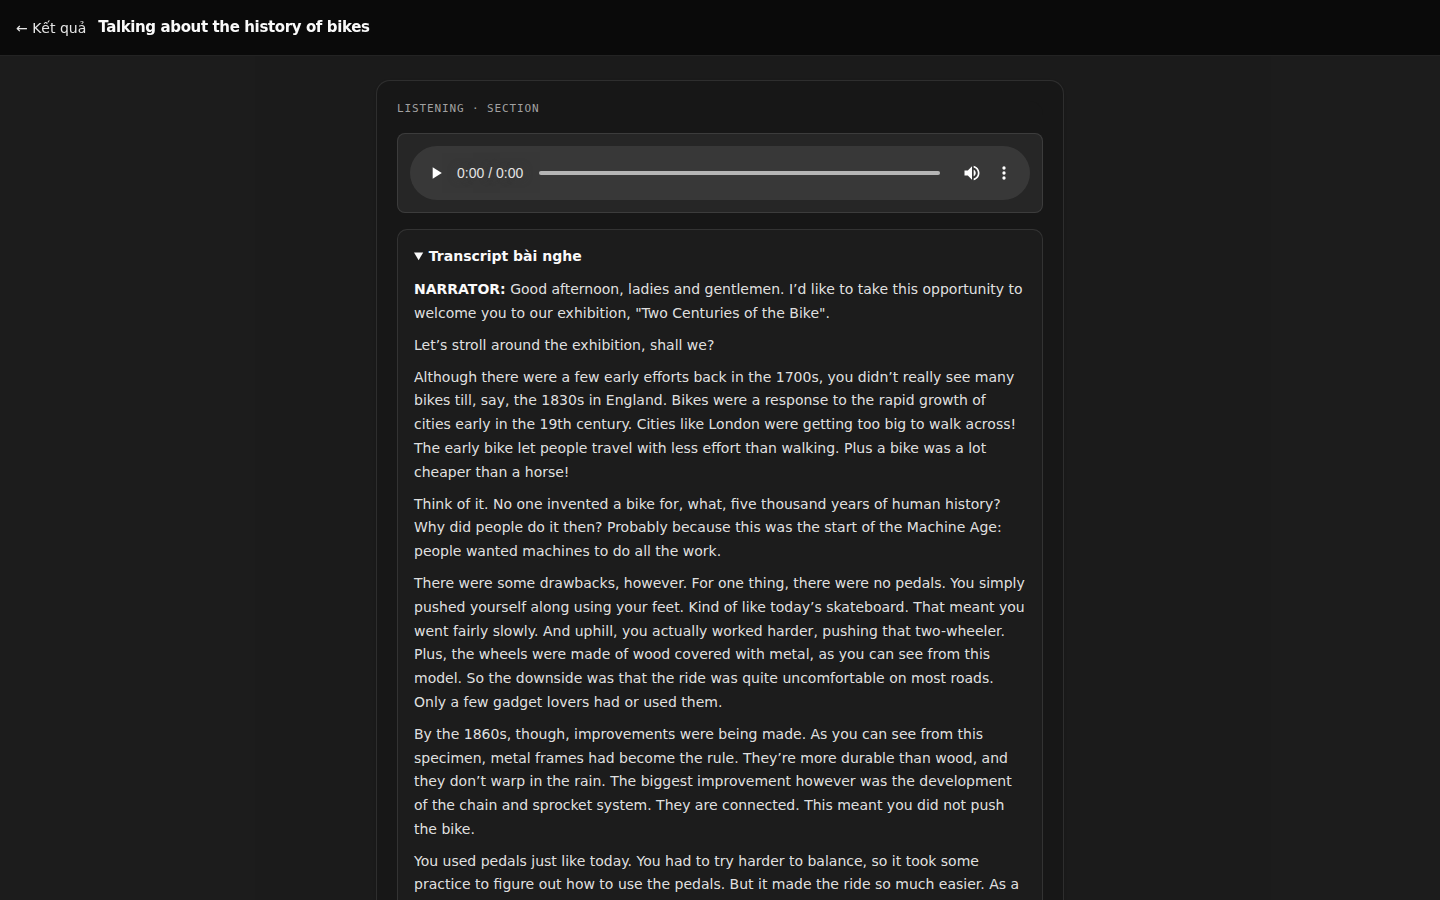 ← Kết quả Talking about the history of bikes
LISTENING · SECTION
0:00 / 0:00
▼ Transcript bài nghe
NARRATOR: Good afternoon, ladies and gentlemen. I’d like to take this opportunity to
welcome you to our exhibition, "Two Centuries of the Bike".
Let’s stroll around the exhibition, shall we?
Although there were a few early efforts back in the 1700s, you didn’t really see many
bikes till, say, the 1830s in England. Bikes were a response to the rapid growth of
cities early in the 19th century. Cities like London were getting too big to walk across!
The early bike let people travel with less effort than walking. Plus a bike was a lot
cheaper than a horse!
Think of it. No one invented a bike for, what, five thousand years of human history?
Why did people do it then? Probably because this was the start of the Machine Age:
people wanted machines to do all the work.
There were some drawbacks, however. For one thing, there were no pedals. You simply
pushed yourself along using your feet. Kind of like today’s skateboard. That meant you
went fairly slowly. And uphill, you actually worked harder, pushing that two-wheeler.
Plus, the wheels were made of wood covered with metal, as you can see from this
model. So the downside was that the ride was quite uncomfortable on most roads.
Only a few gadget lovers had or used them.
By the 1860s, though, improvements were being made. As you can see from this
specimen, metal frames had become the rule. They’re more durable than wood, and
they don’t warp in the rain. The biggest improvement however was the development
of the chain and sprocket system. They are connected. This meant you did not push
the bike.
You used pedals just like today. You had to try harder to balance, so it took some
practice to figure out how to use the pedals. But it made the ride so much easier. As a